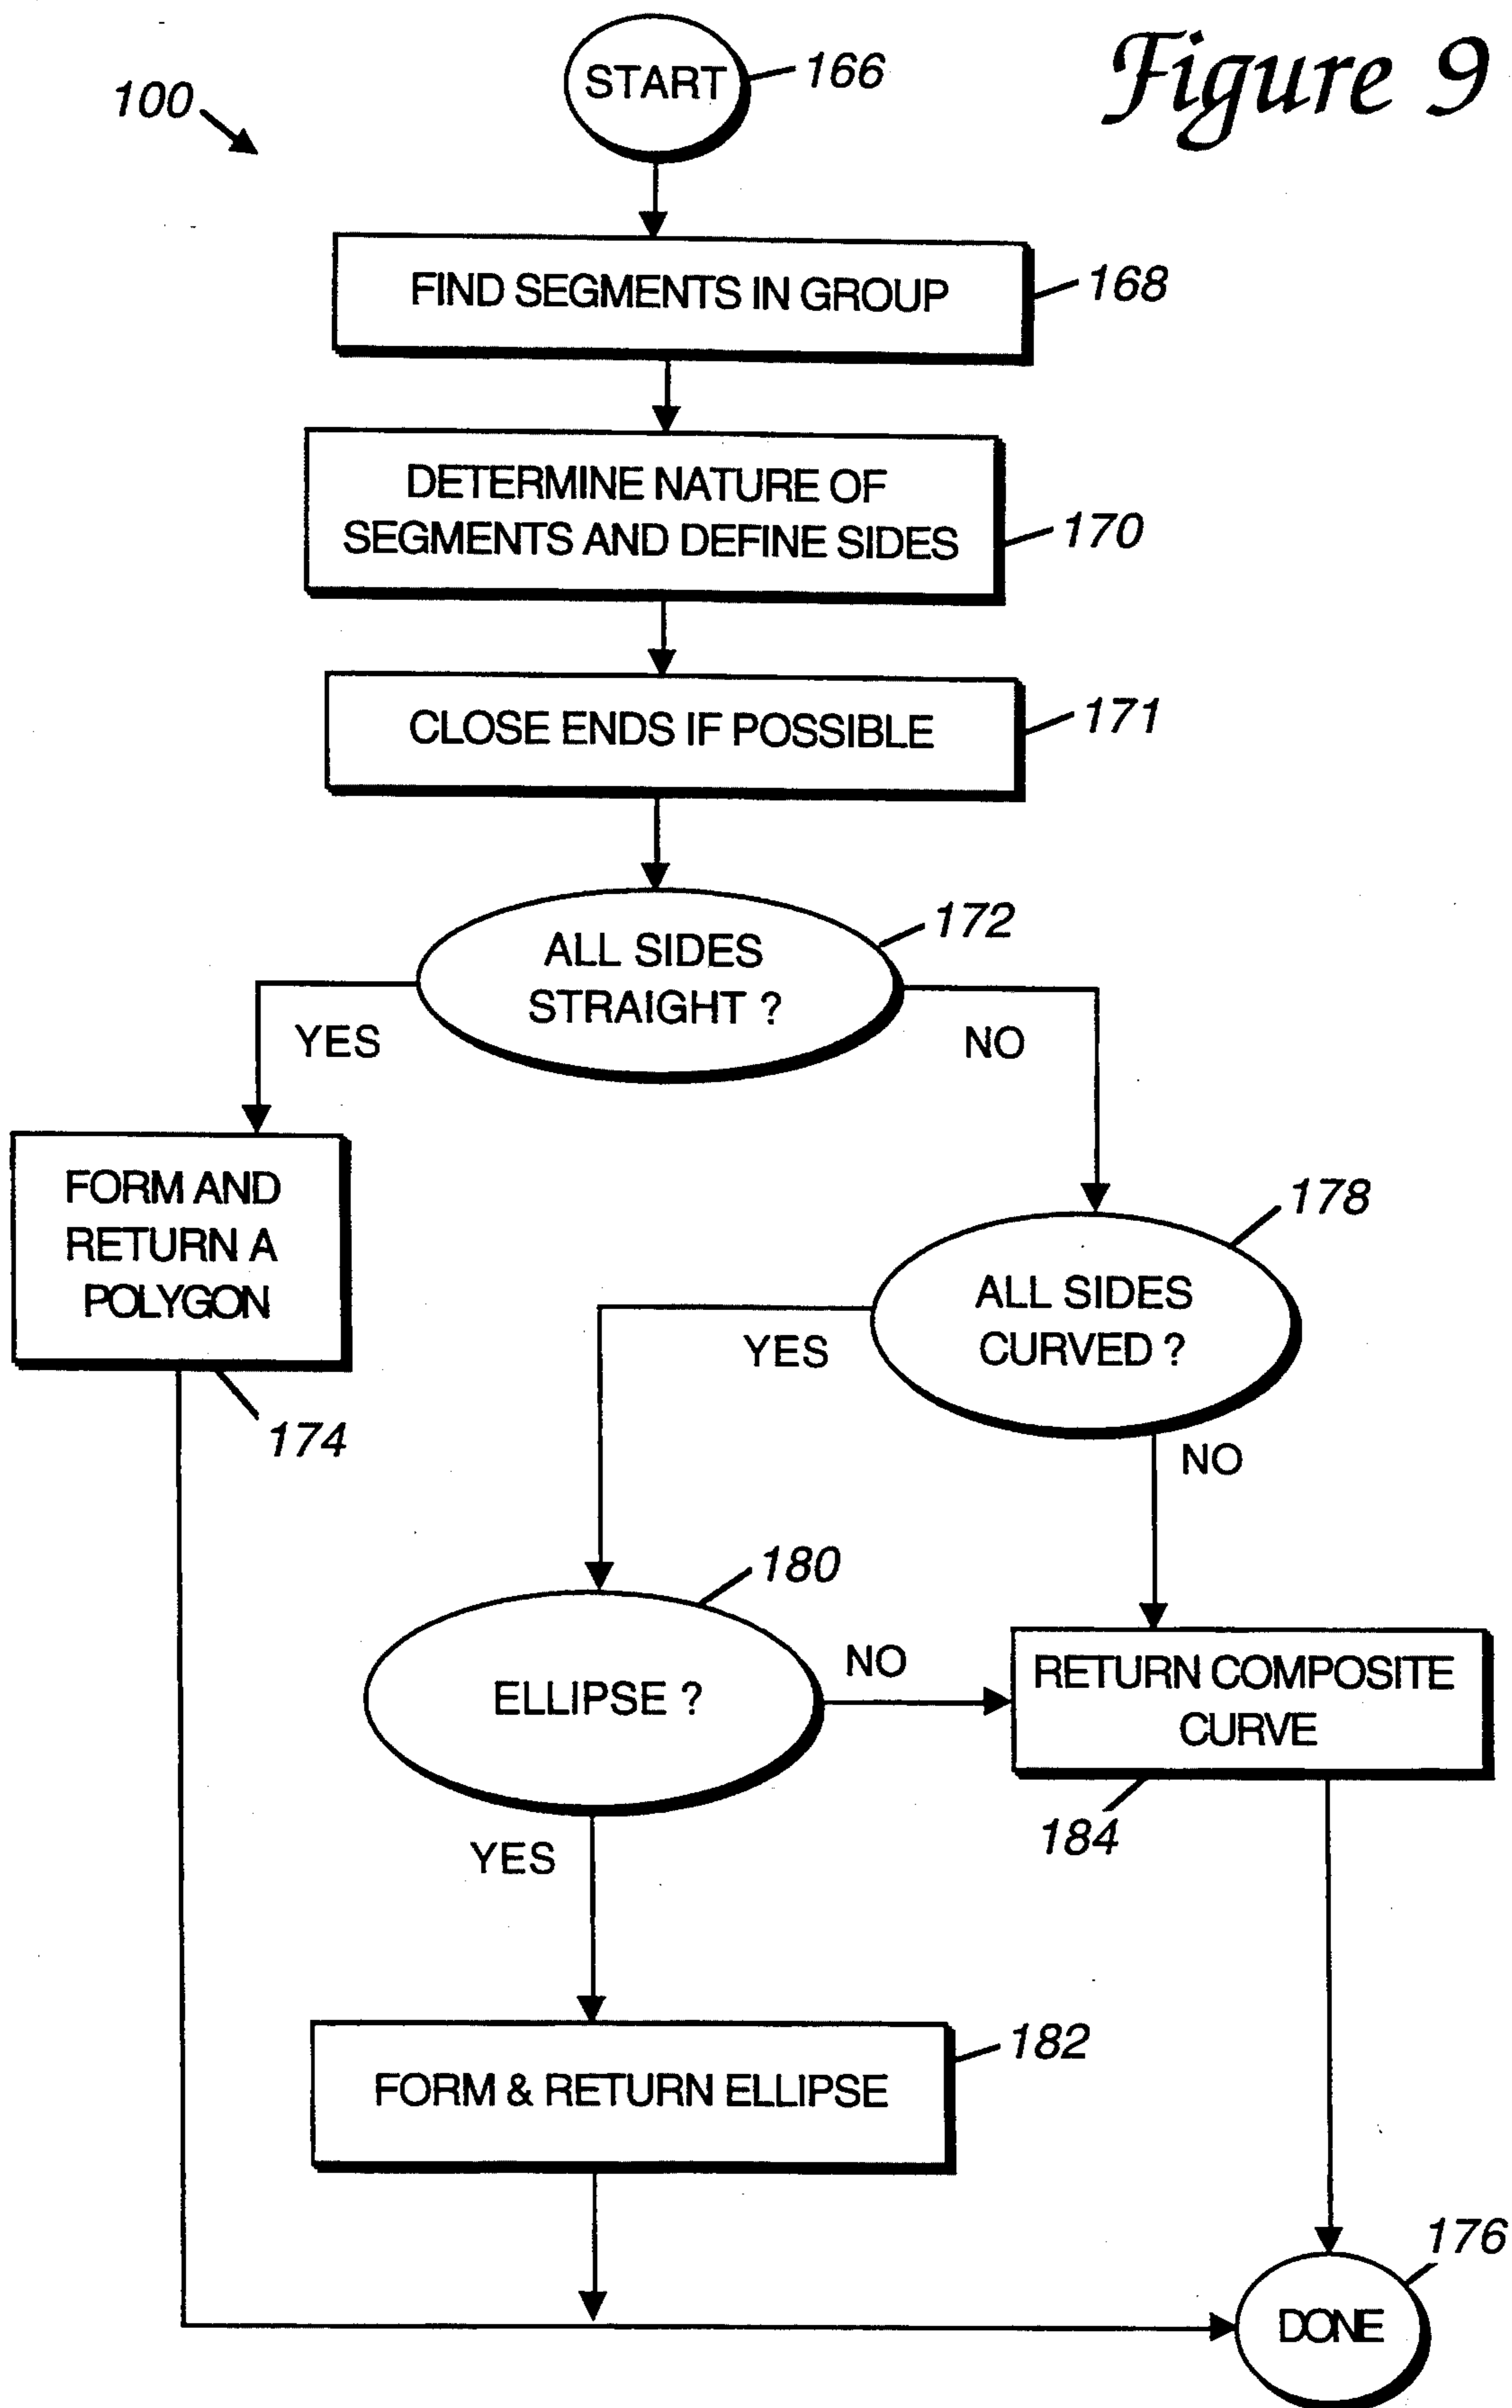 Figure 9
100
START
166
FIND SEGMENTS IN GROUP
168
DETERMINE NATURE OF
SEGMENTS AND DEFINE SIDES
170
CLOSE ENDS IF POSSIBLE
171
ALL SIDES
STRAIGHT ?
172
YES
NO
FORM AND
RETURN A
POLYGON
174
ALL SIDES
CURVED ?
178
YES
NO
ELLIPSE ?
180
NO
YES
RETURN COMPOSITE
CURVE
184
FORM & RETURN ELLIPSE
182
DONE
176